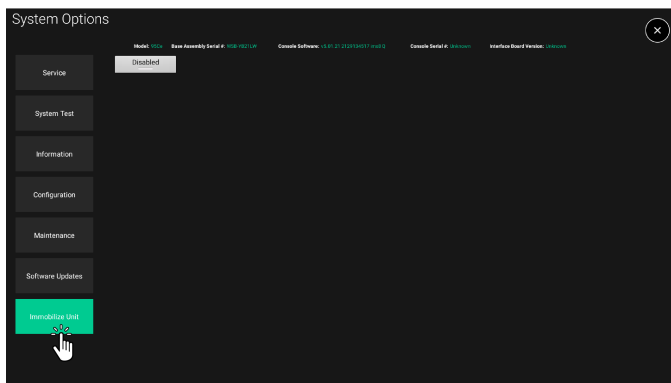 System Options
Model: 95Ce Base Assembly Serial #: Console Software: Console Serial #: Unknown Interface Board Version: Unknown
Disabled
Service
System Test
Information
Configuration
Maintenance
Software Updates
Immobilize Unit